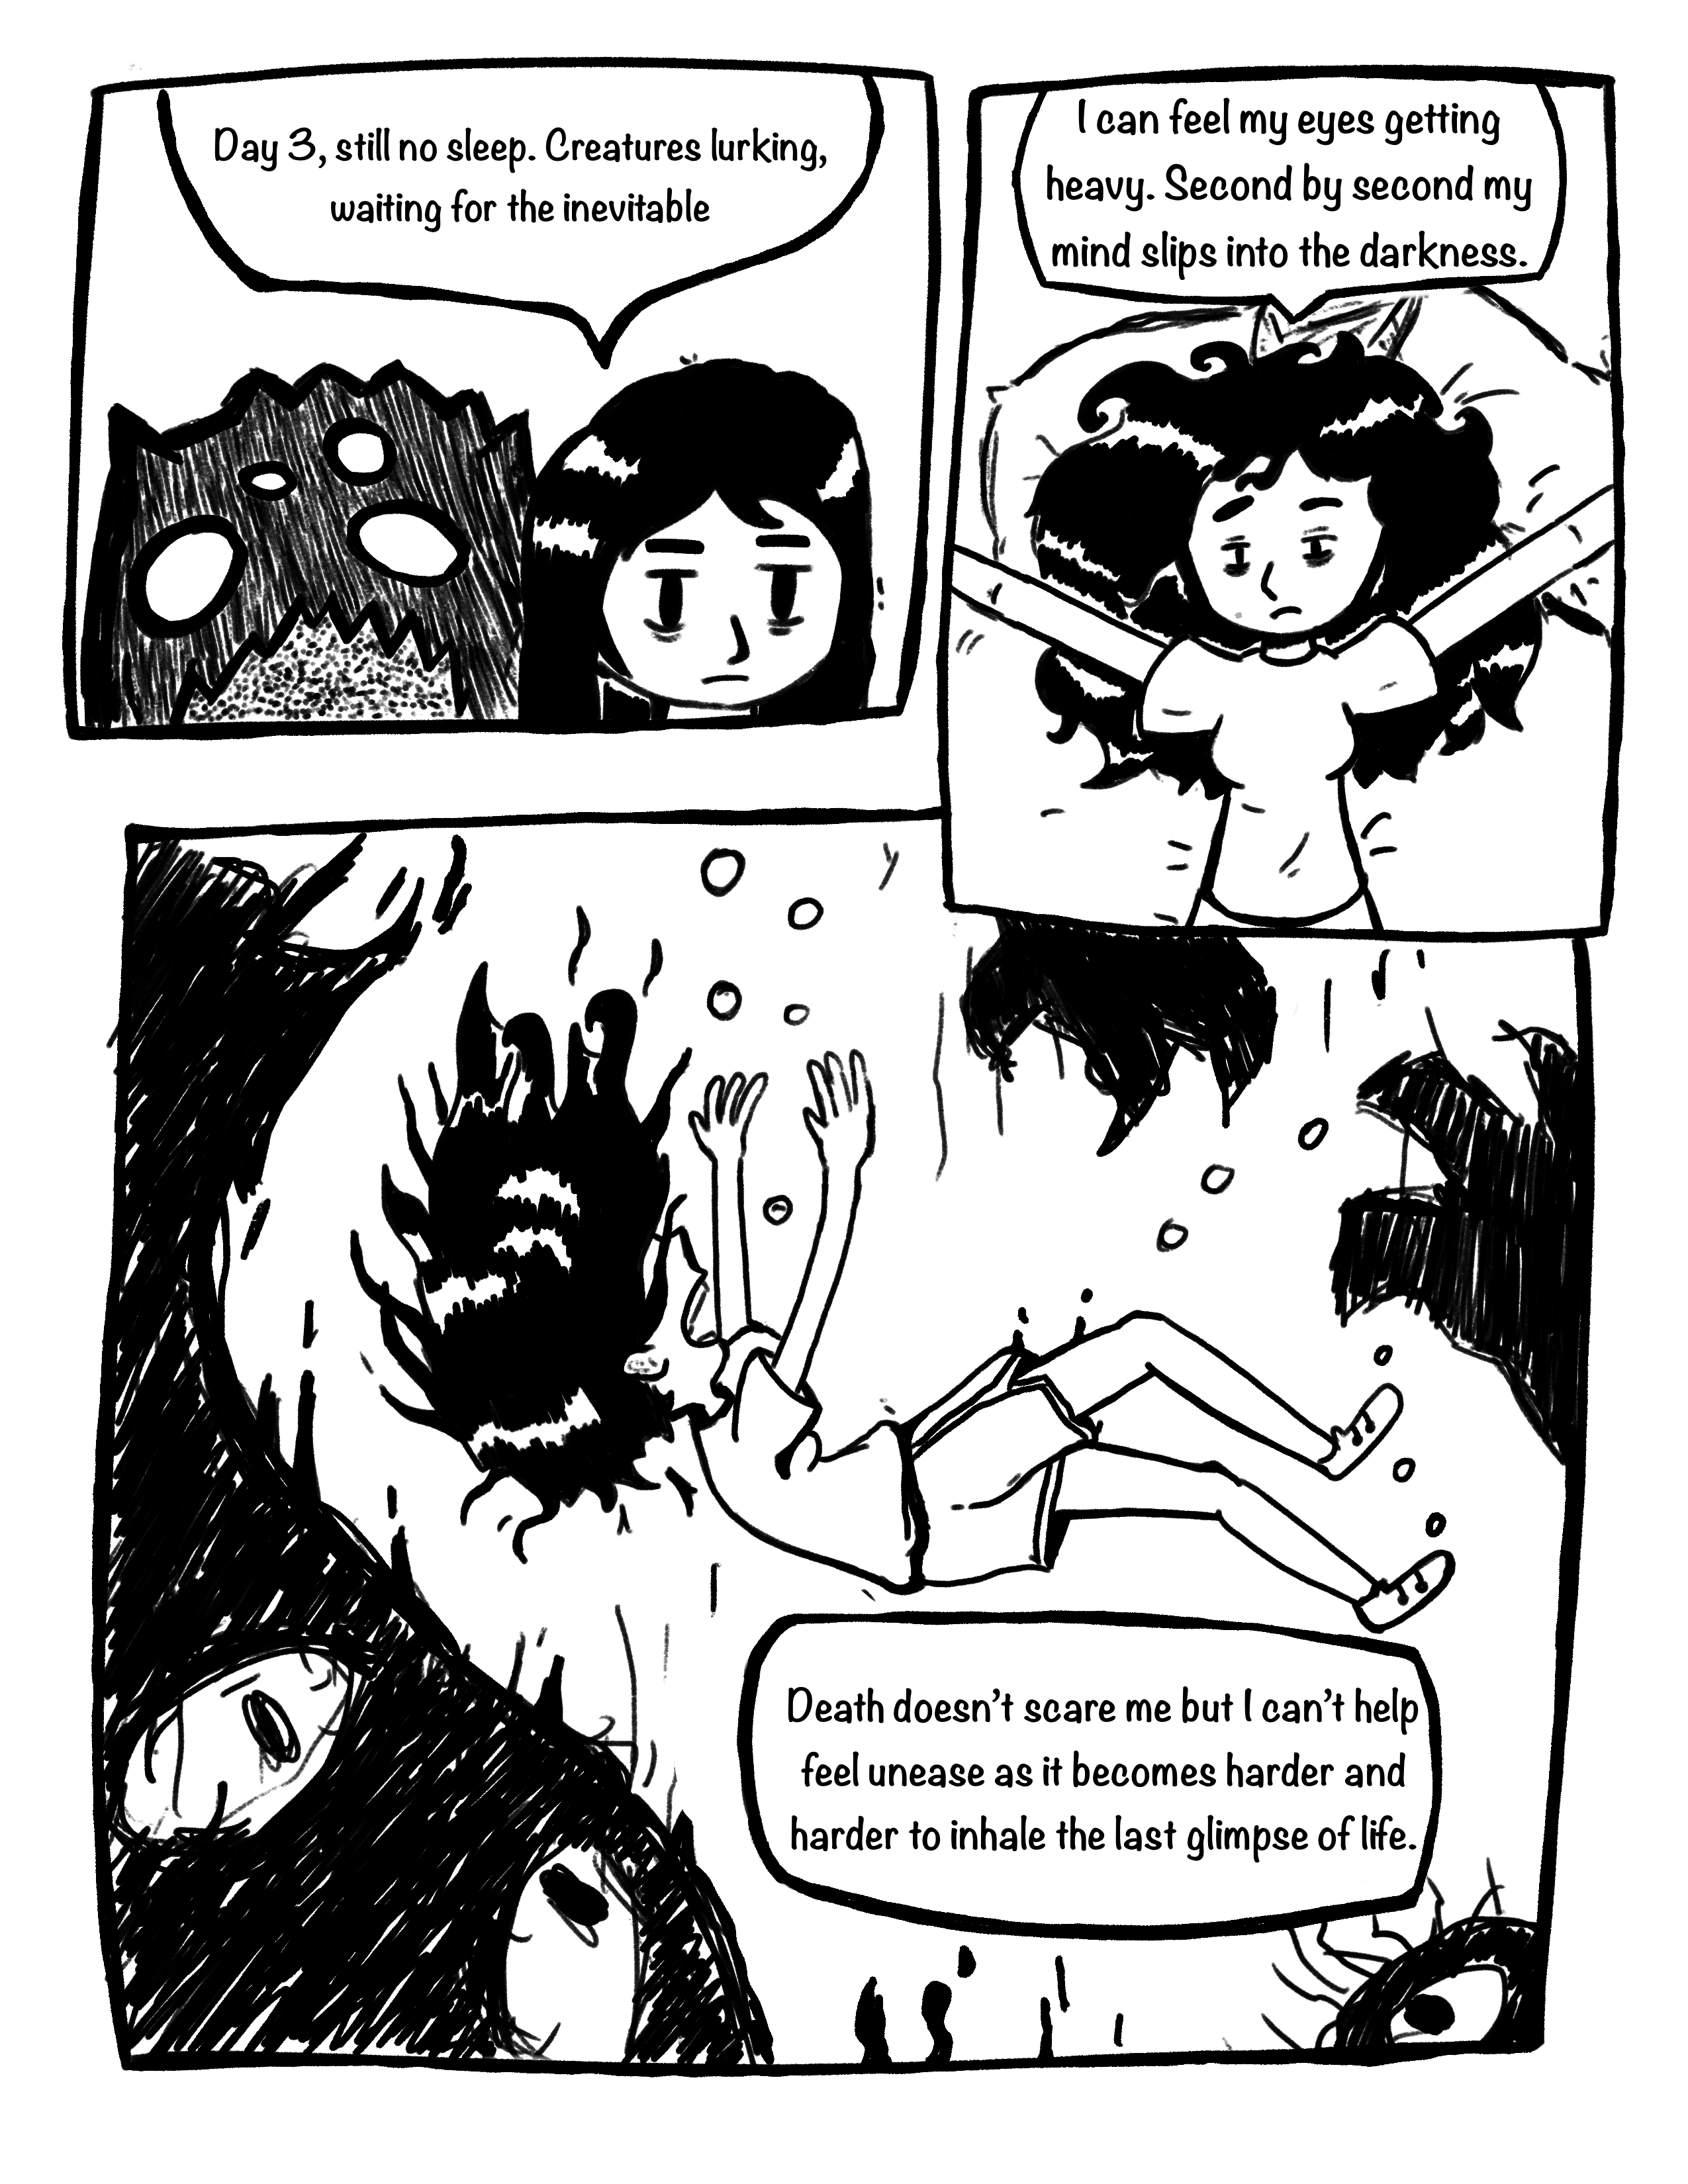 Day 3, still no sleep. Creatures lurking,
waiting for the inevitable
I can feel my eyes getting
heavy. Second by second my
mind slips into the darkness.
Death doesn't scare me but I can't help
feel unease as it becomes harder and
harder to inhale the last glimpse of life.